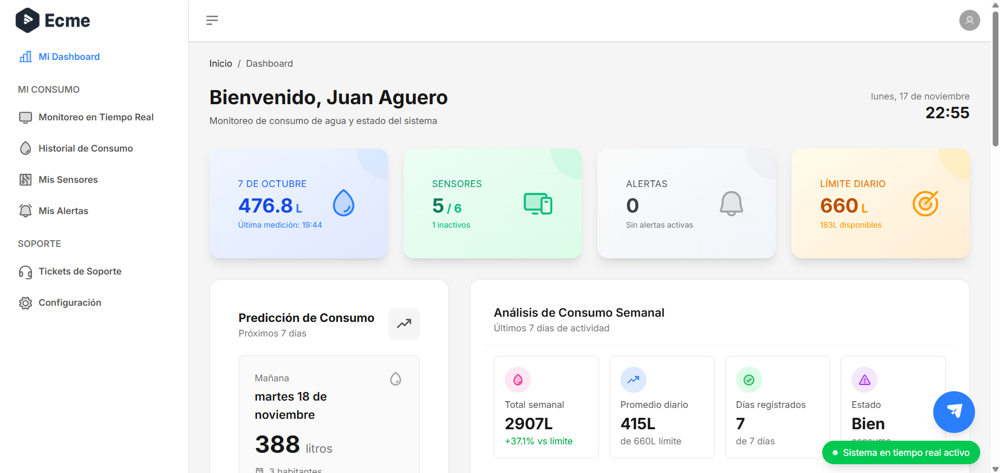 Ecme
Mi Dashboard
MI CONSUMO
Monitoreo en Tiempo Real
Historial de Consumo
Mis Sensores
Mis Alertas
SOPORTE
Tickets de Soporte
Configuración
Inicio / Dashboard
Bienvenido, Juan Aguero
Monitoreo de consumo de agua y estado del sistema
lunes, 17 de noviembre
22:55
7 DE OCTUBRE
476.8 L
Última medición: 19:44
SENSORES
5 / 6
1 inactivos
ALERTAS
0
Sin alertas activas
LÍMITE DIARIO
660 L
183L disponibles
Predicción de Consumo
Próximos 7 días
Mañana
martes 18 de
noviembre
388 litros
3 habitantes
Análisis de Consumo Semanal
Últimos 7 días de actividad
Total semanal
2907L
+37.1% vs límite
Promedio diario
415L
de 660L límite
Días registrados
7
de 7 días
Estado
Bien
consumo
Sistema en tiempo real activo